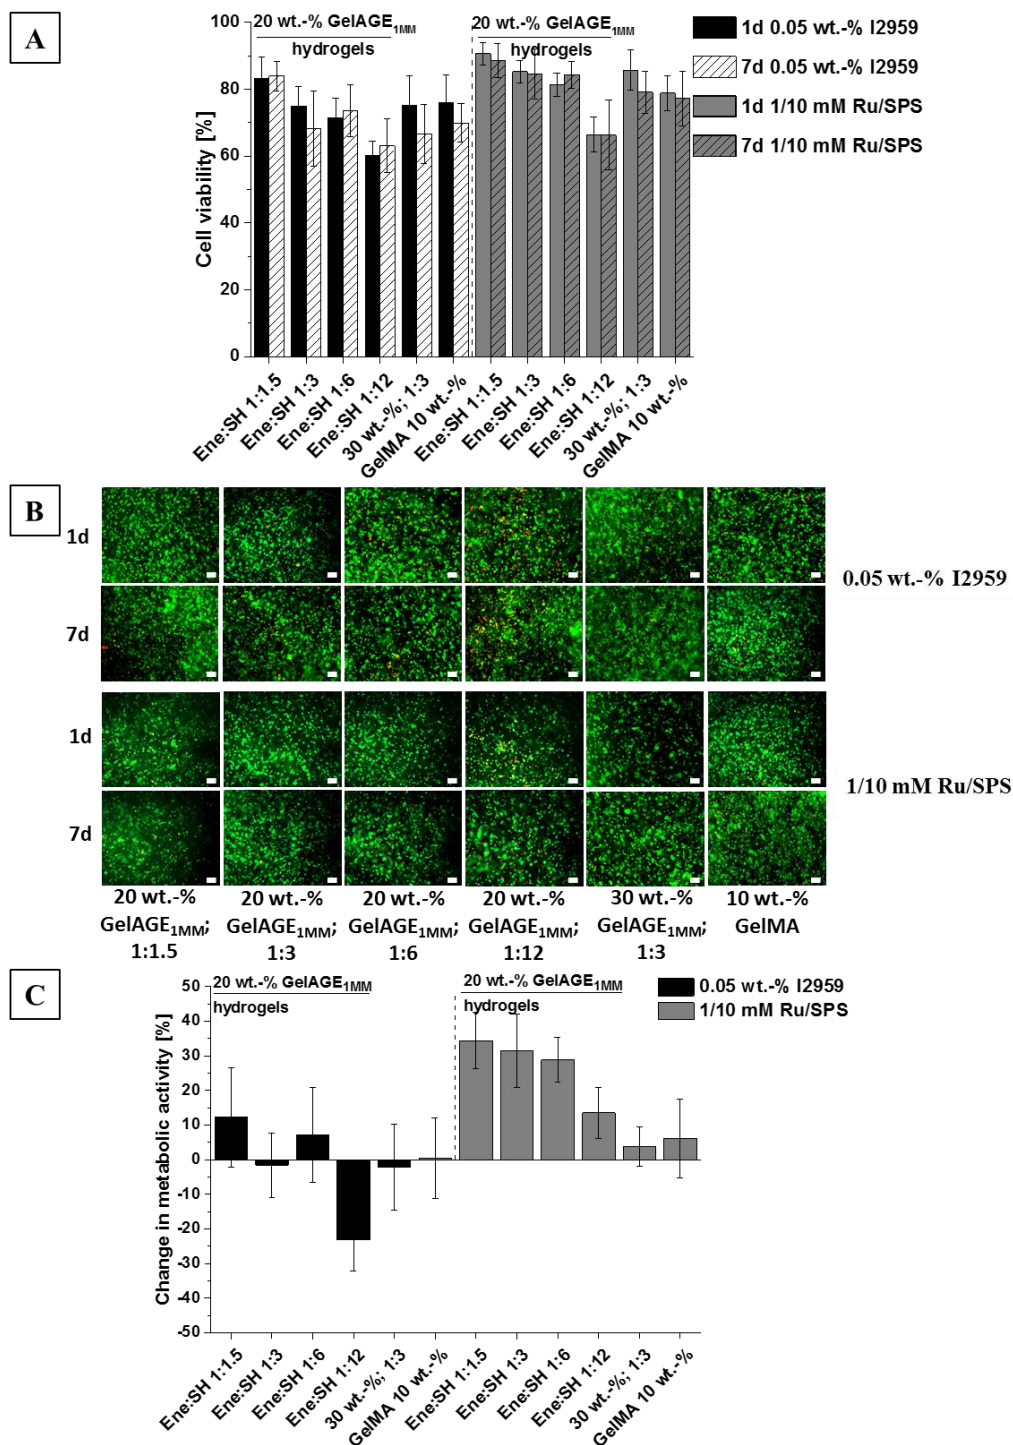 A
20 wt.-% GelAGE1MM
hydrogels
20 wt.-% GelAGE1MM
hydrogels
1d 0.05 wt.-% I2959
7d 0.05 wt.-% I2959
1d 1/10 mM Ru/SPS
7d 1/10 mM Ru/SPS
Cell viability [%]
100
80
60
40
20
0
Ene:SH 1:1.5
Ene:SH 1:3
Ene:SH 1:6
Ene:SH 1:12
30 wt.-%; 1:3
GelMA 10 wt.-%
Ene:SH 1:1.5
Ene:SH 1:3
Ene:SH 1:6
Ene:SH 1:12
30 wt.-%; 1:3
GelMA 10 wt.-%
B
1d
7d
0.05 wt.-% I2959
1d
7d
1/10 mM Ru/SPS
20 wt.-%
GelAGE1MM;
1:1.5
20 wt.-%
GelAGE1MM;
1:3
20 wt.-%
GelAGE1MM;
1:6
20 wt.-%
GelAGE1MM;
1:12
30 wt.-%
GelAGE1MM;
1:3
10 wt.-%
GelMA
C
20 wt.-% GelAGE1MM
hydrogels
20 wt.-% GelAGE1MM
hydrogels
0.05 wt.-% I2959
1/10 mM Ru/SPS
Change in metabolic activity [%]
50
40
30
20
10
0
-10
-20
-30
-40
-50
Ene:SH 1:1.5
Ene:SH 1:3
Ene:SH 1:6
Ene:SH 1:12
30 wt.-%; 1:3
GelMA 10 wt.-%
Ene:SH 1:1.5
Ene:SH 1:3
Ene:SH 1:6
Ene:SH 1:12
30 wt.-%; 1:3
GelMA 10 wt.-%